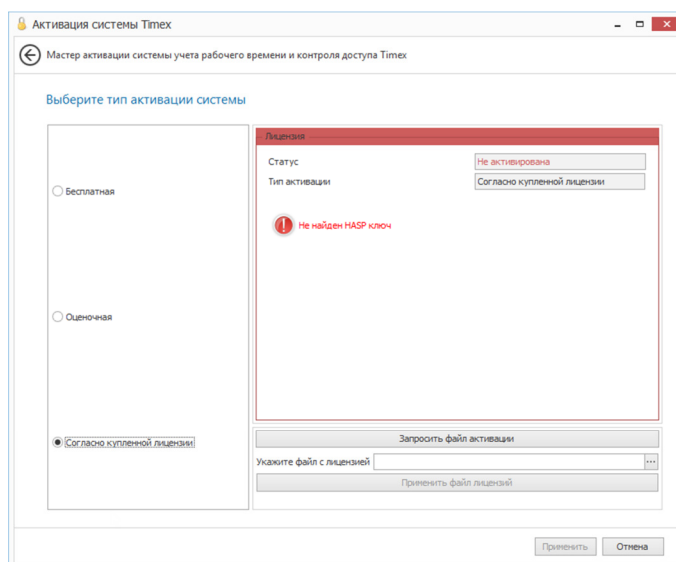 Активация системы Timex
Мастер активации системы учета рабочего времени и контроля доступа Timex
Выберите тип активации системы
Бесплатная
Оценочная
Согласно купленной лицензии
Лицензия
Статус
Не активирована
Тип активации
Согласно купленной лицензии
Не найден HASP ключ
Запросить файл активации
Укажите файл с лицензией
...
Применить файл лицензий
Применить
Отмена